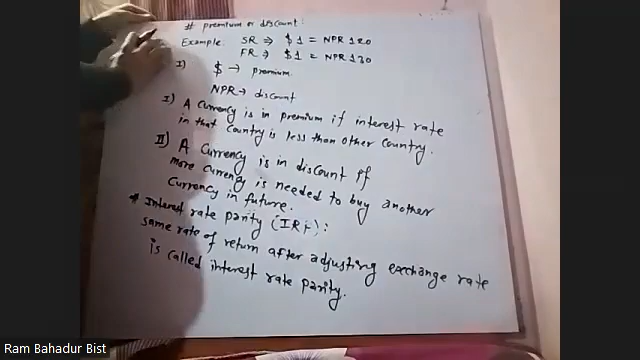 # premium or discount:
Example: SR ⇒ $1 = NPR 120
FR ⇒ $1 = NPR 130
I) $ → premium.
NPR → discount
I) A currency is in premium if interest rate
in that country is less than other country.
II) A currency is in discount if
more currency is needed to buy another
currency in future.
# Interest rate parity (IRP):
same rate of return after adjusting exchange rate
is called interest rate parity.
Ram Bahadur Bist